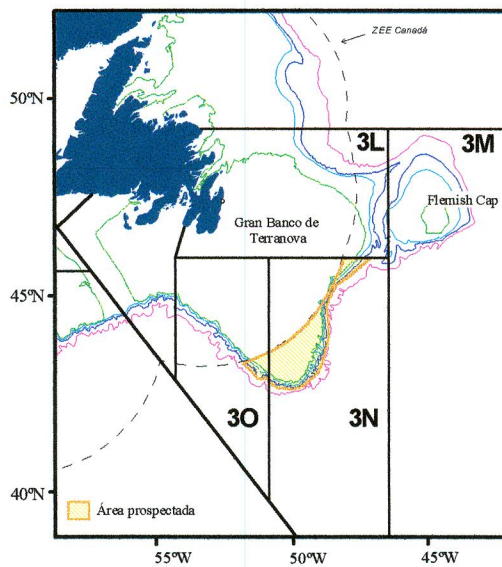 ZEE Canadá
50ºN
3L
3M
Flemish Cap
Gran Banco de
Terranova
45ºN
3O
3N
40ºN
Área prospectada
55ºW
50ºW
45ºW